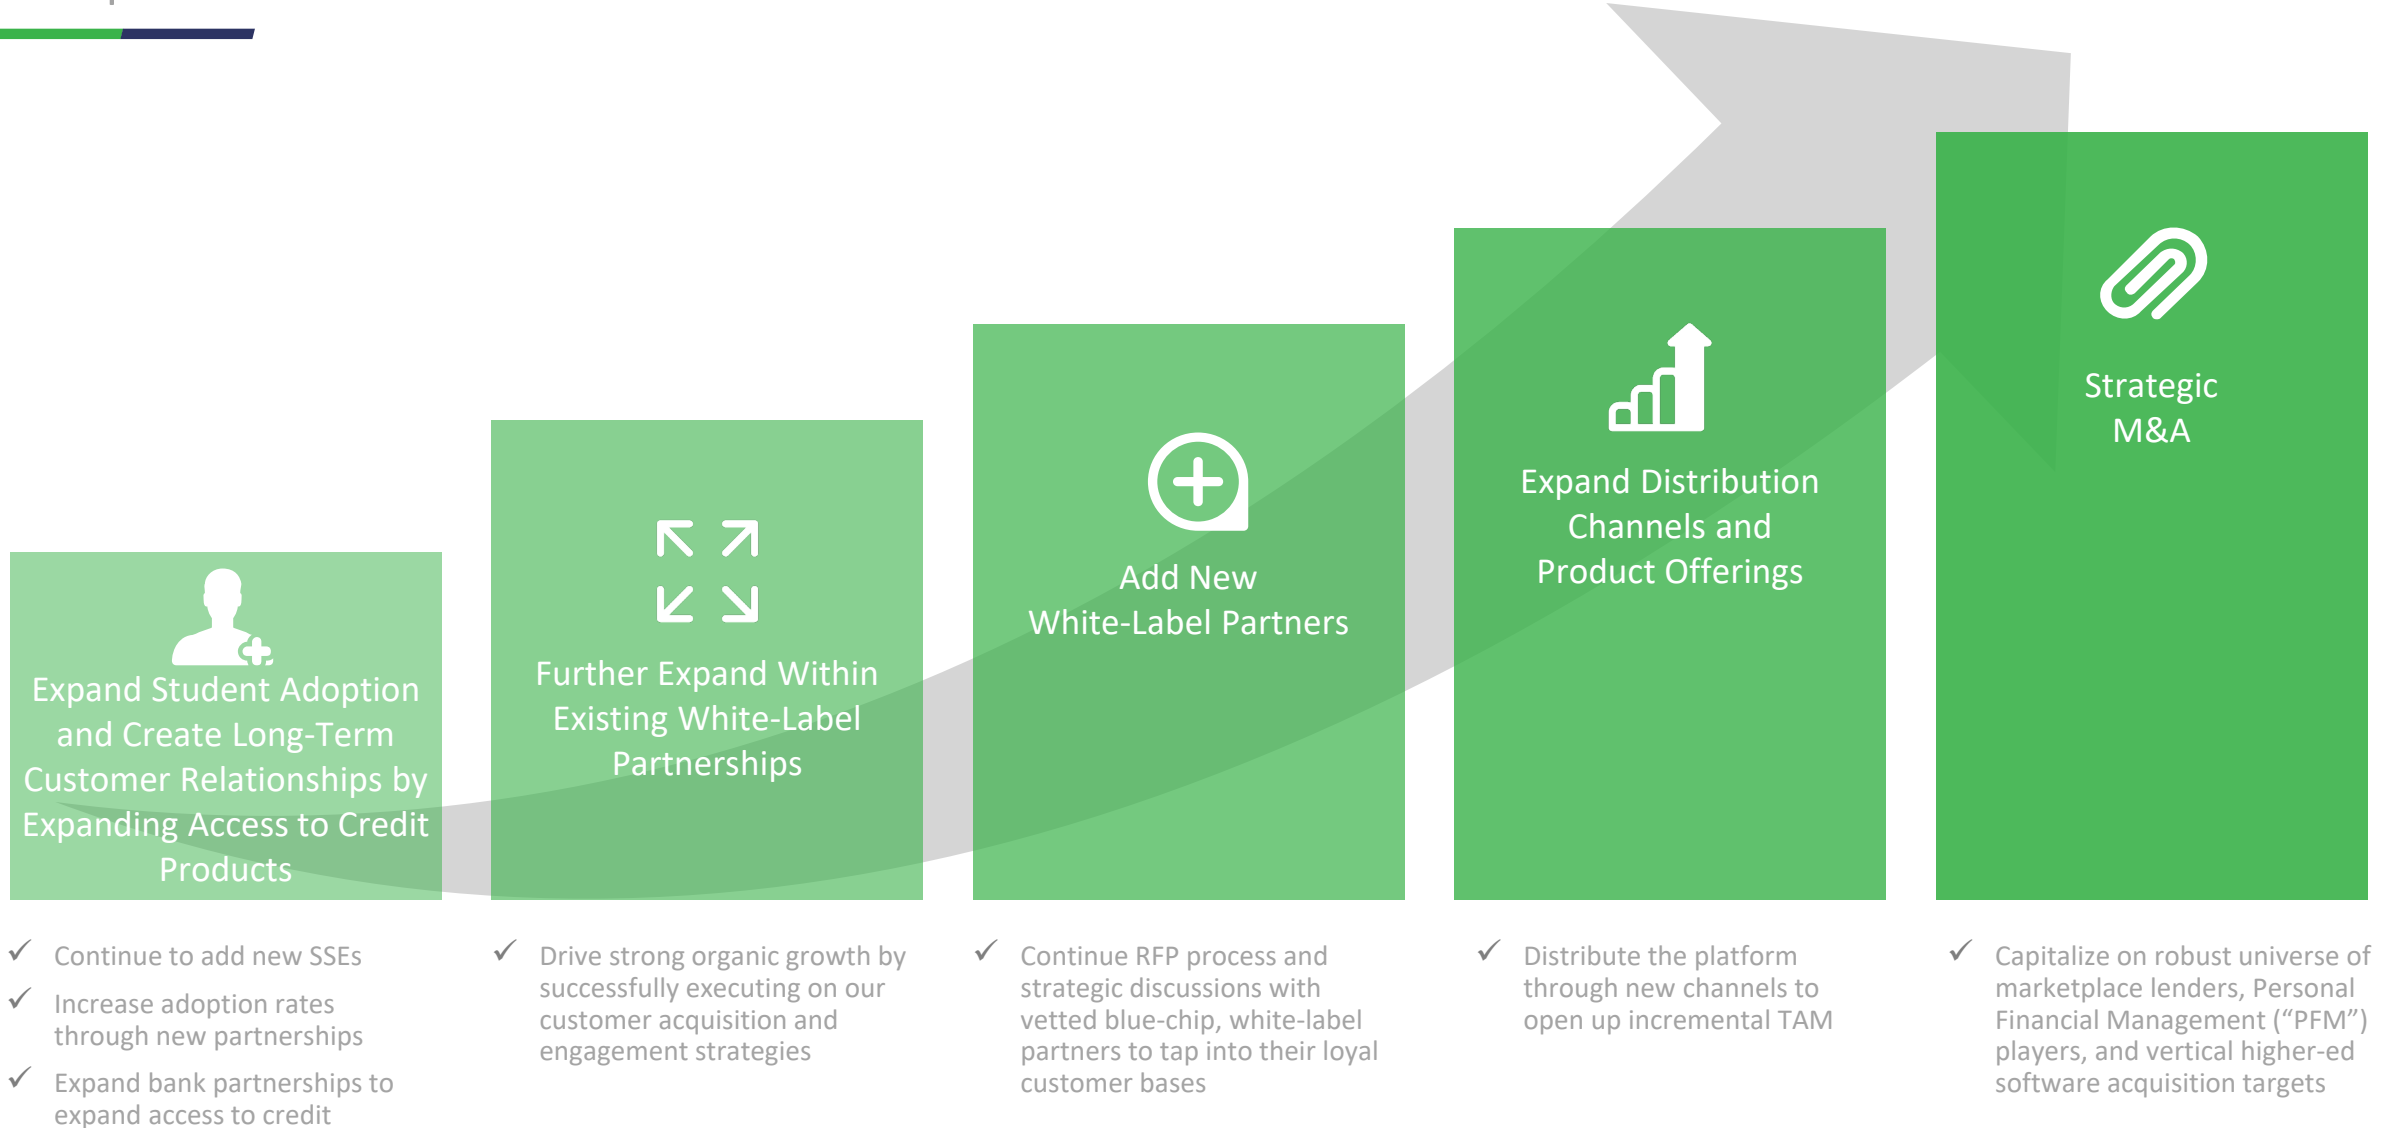 Expand Student Adoption
and Create Long-Term
Customer Relationships by
Expanding Access to Credit
Products
Further Expand Within
Existing White-Label
Partnerships
Add New
White-Label Partners
Expand Distribution
Channels and
Product Offerings
Strategic
M&A
✓ Continue to add new SSEs
✓ Increase adoption rates
through new partnerships
✓ Expand bank partnerships to
expand access to credit
✓ Drive strong organic growth by
successfully executing on our
customer acquisition and
engagement strategies
✓ Continue RFP process and
strategic discussions with
vetted blue-chip, white-label
partners to tap into their loyal
customer bases
✓ Distribute the platform
through new channels to
open up incremental TAM
✓ Capitalize on robust universe of
marketplace lenders, Personal
Financial Management (“PFM”)
players, and vertical higher-ed
software acquisition targets